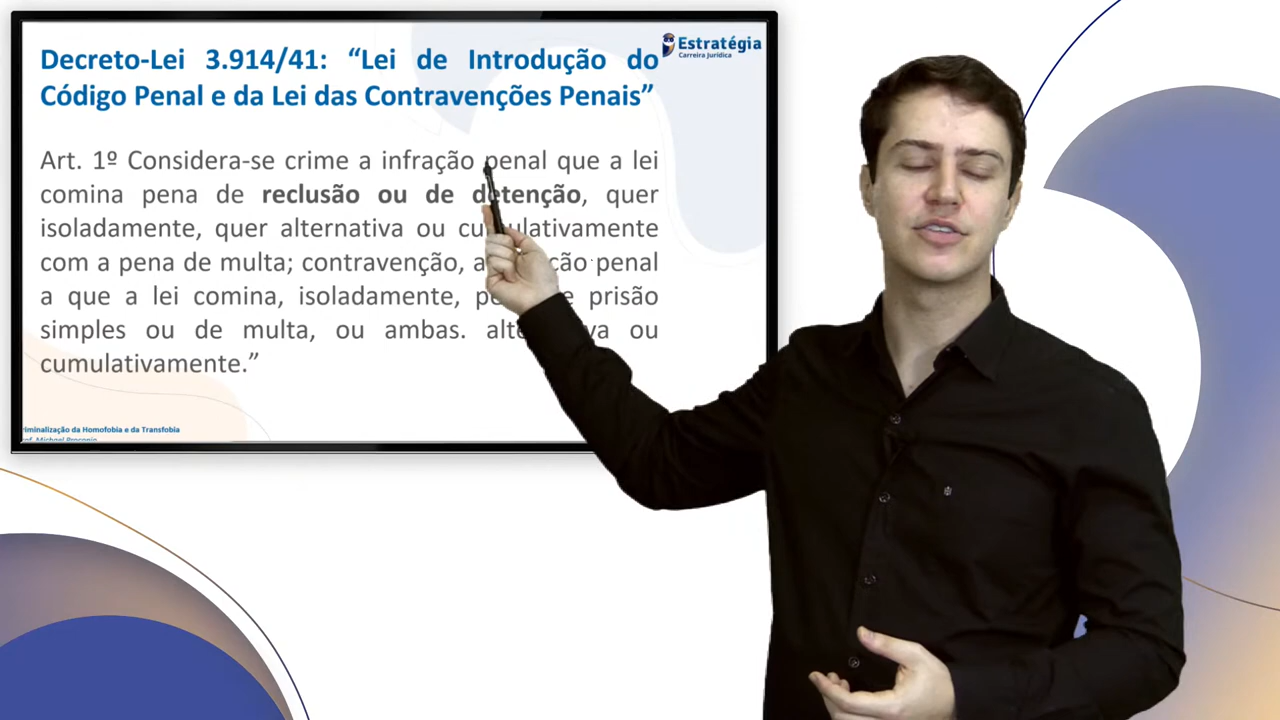 Decreto-Lei 3.914/41: “Lei de Introdução do
Código Penal e da Lei das Contravenções Penais”
Estratégia
Carreira Jurídica
Art. 1º Considera-se crime a infração penal que a lei
comina pena de reclusão ou de detenção, quer
isoladamente, quer alternativa ou cumulativamente
com a pena de multa; contravenção, a penal
a que a lei comina, isoladamente, prisão
simples ou de multa, ou ambas. ou
cumulativamente.”
riminalização da Homofobia e da Transfobia